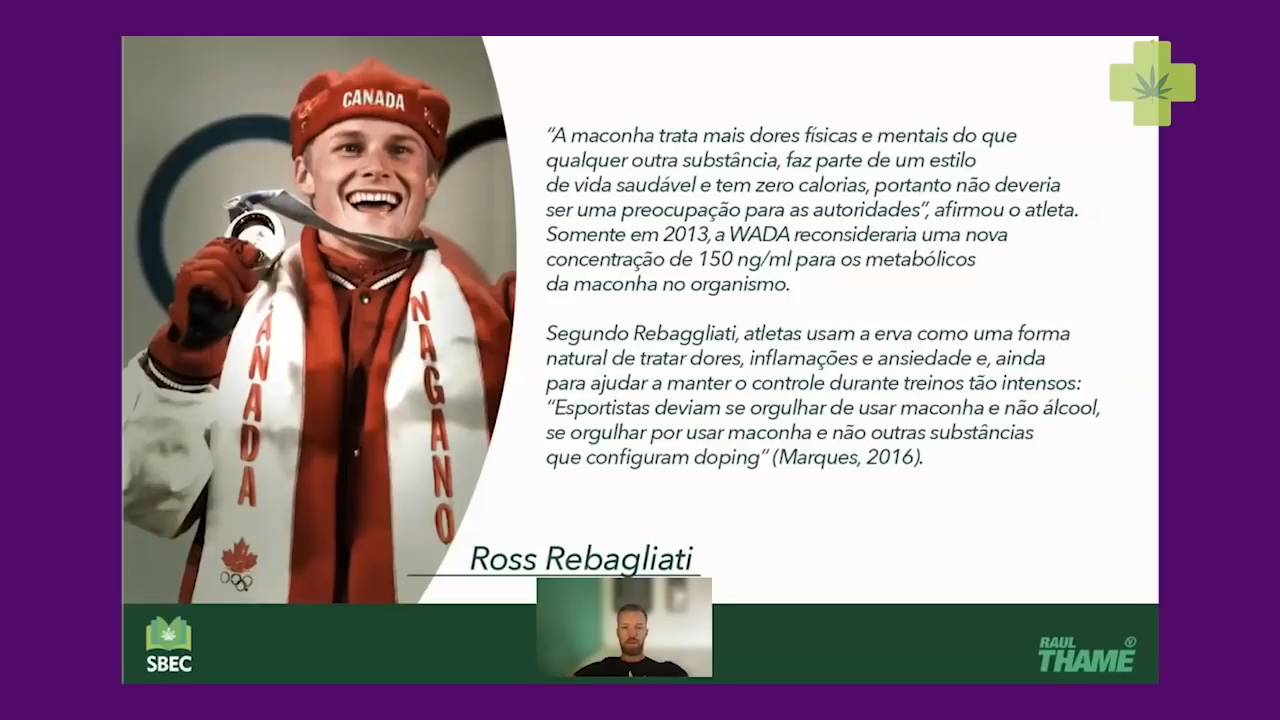 CANADA
“A maconha trata mais dores físicas e mentais do que
qualquer outra substância, faz parte de um estilo
de vida saudável e tem zero calorias, portanto não deveria
ser uma preocupação para as autoridades”, afirmou o atleta.
Somente em 2013, a WADA reconsideraria uma nova
concentração de 150 ng/ml para os metabólicos
da maconha no organismo.
Segundo Rebaggliati, atletas usam a erva como uma forma
natural de tratar dores, inflamações e ansiedade e, ainda
para ajudar a manter o controle durante treinos tão intensos:
“Esportistas deviam se orgulhar de usar maconha e não álcool,
se orgulhar por usar maconha e não outras substâncias
que configuram doping” (Marques, 2016).
ANADA
NAGANO
Ross Rebagliati
SBEC
RAUL
THAME